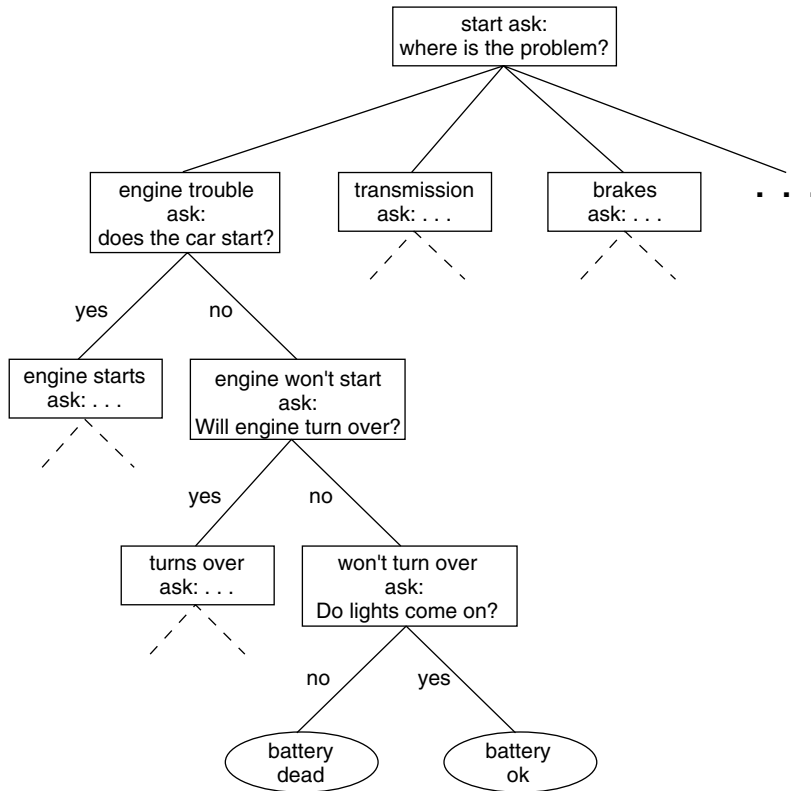 start ask:
where is the problem?
engine trouble
ask:
does the car start?
transmission
ask: . . .
brakes
ask: . . .
. . .
yes
no
engine starts
ask: . . .
engine won't start
ask:
Will engine turn over?
yes
no
turns over
ask: . . .
won't turn over
ask:
Do lights come on?
no
yes
battery
dead
battery
ok